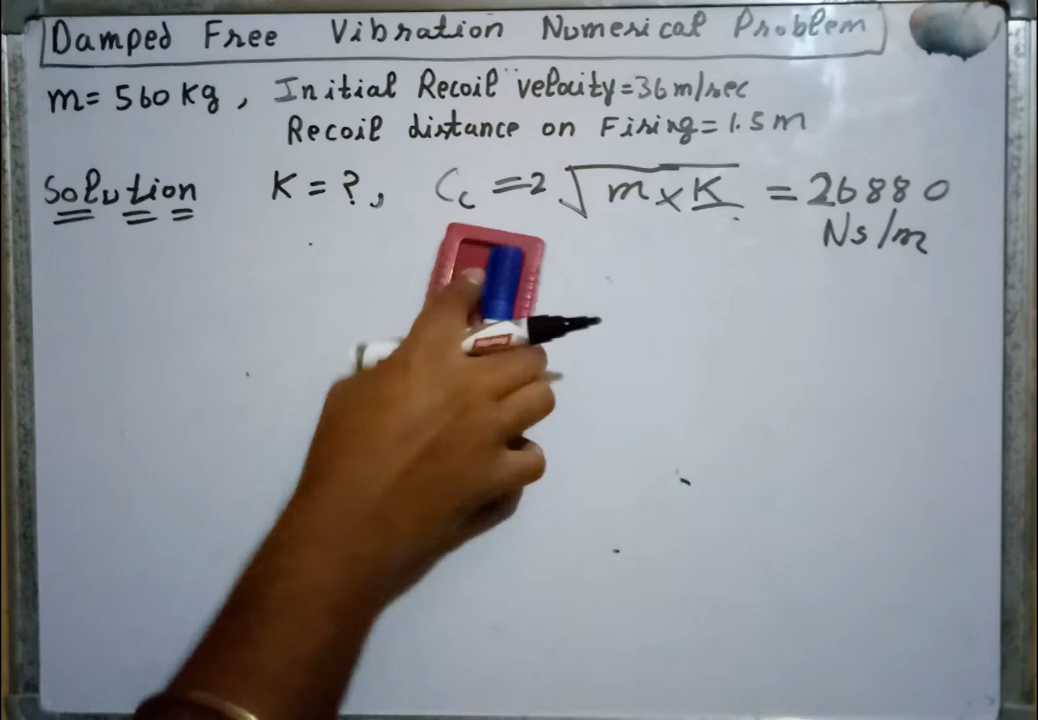 Damped Free Vibration Numerical Problem
m = 560 Kg, Initial Recoil velocity = 36 m/sec
Recoil distance on Firing = 1.5 m
Solution K = ?, Cc = 2 √m×K = 26880
Ns/m